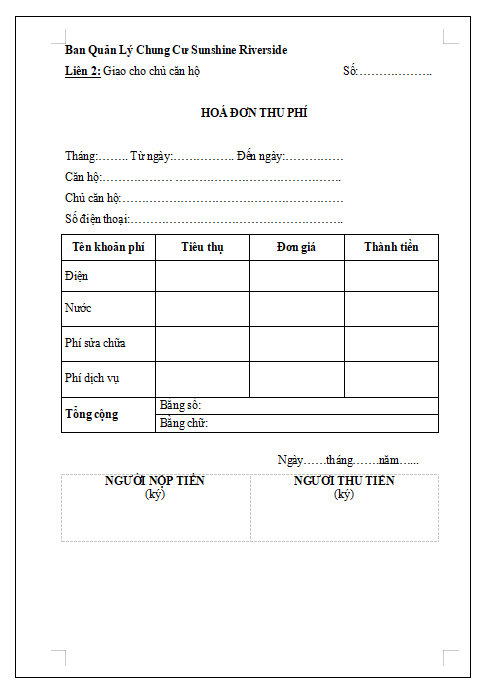 Ban Quản Lý Chung Cư Sunshine Riverside
Liên 2: Giao cho chủ căn hộ Số:……………….
HOÁ ĐƠN THU PHÍ
Tháng:…….. Từ ngày:…………….. Đến ngày:…………….
Căn hộ:……………… …………………………………….
Chủ căn hộ:…………………………………………………
Số điện thoại:……………………………………………….
Tên khoản phí Tiêu thụ Đơn giá Thành tiền
Điện
Nước
Phí sửa chữa
Phí dịch vụ
Tổng cộng
Bằng số:
Bằng chữ:
Ngày……tháng…….năm…...
NGƯỜI NỘP TIỀN NGƯỜI THU TIỀN
(ký) (ký)